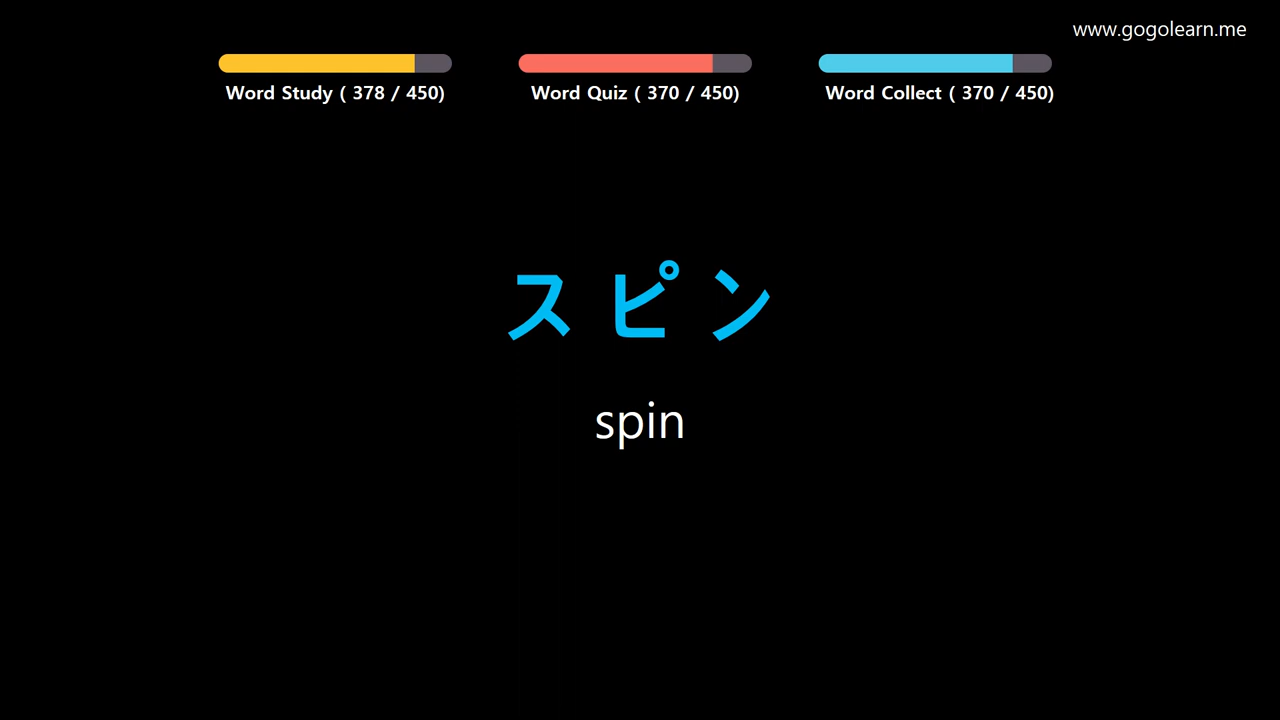 www.gogolearn.me
Word Study ( 378 / 450)
Word Quiz ( 370 / 450)
Word Collect ( 370 / 450)
スピン
spin